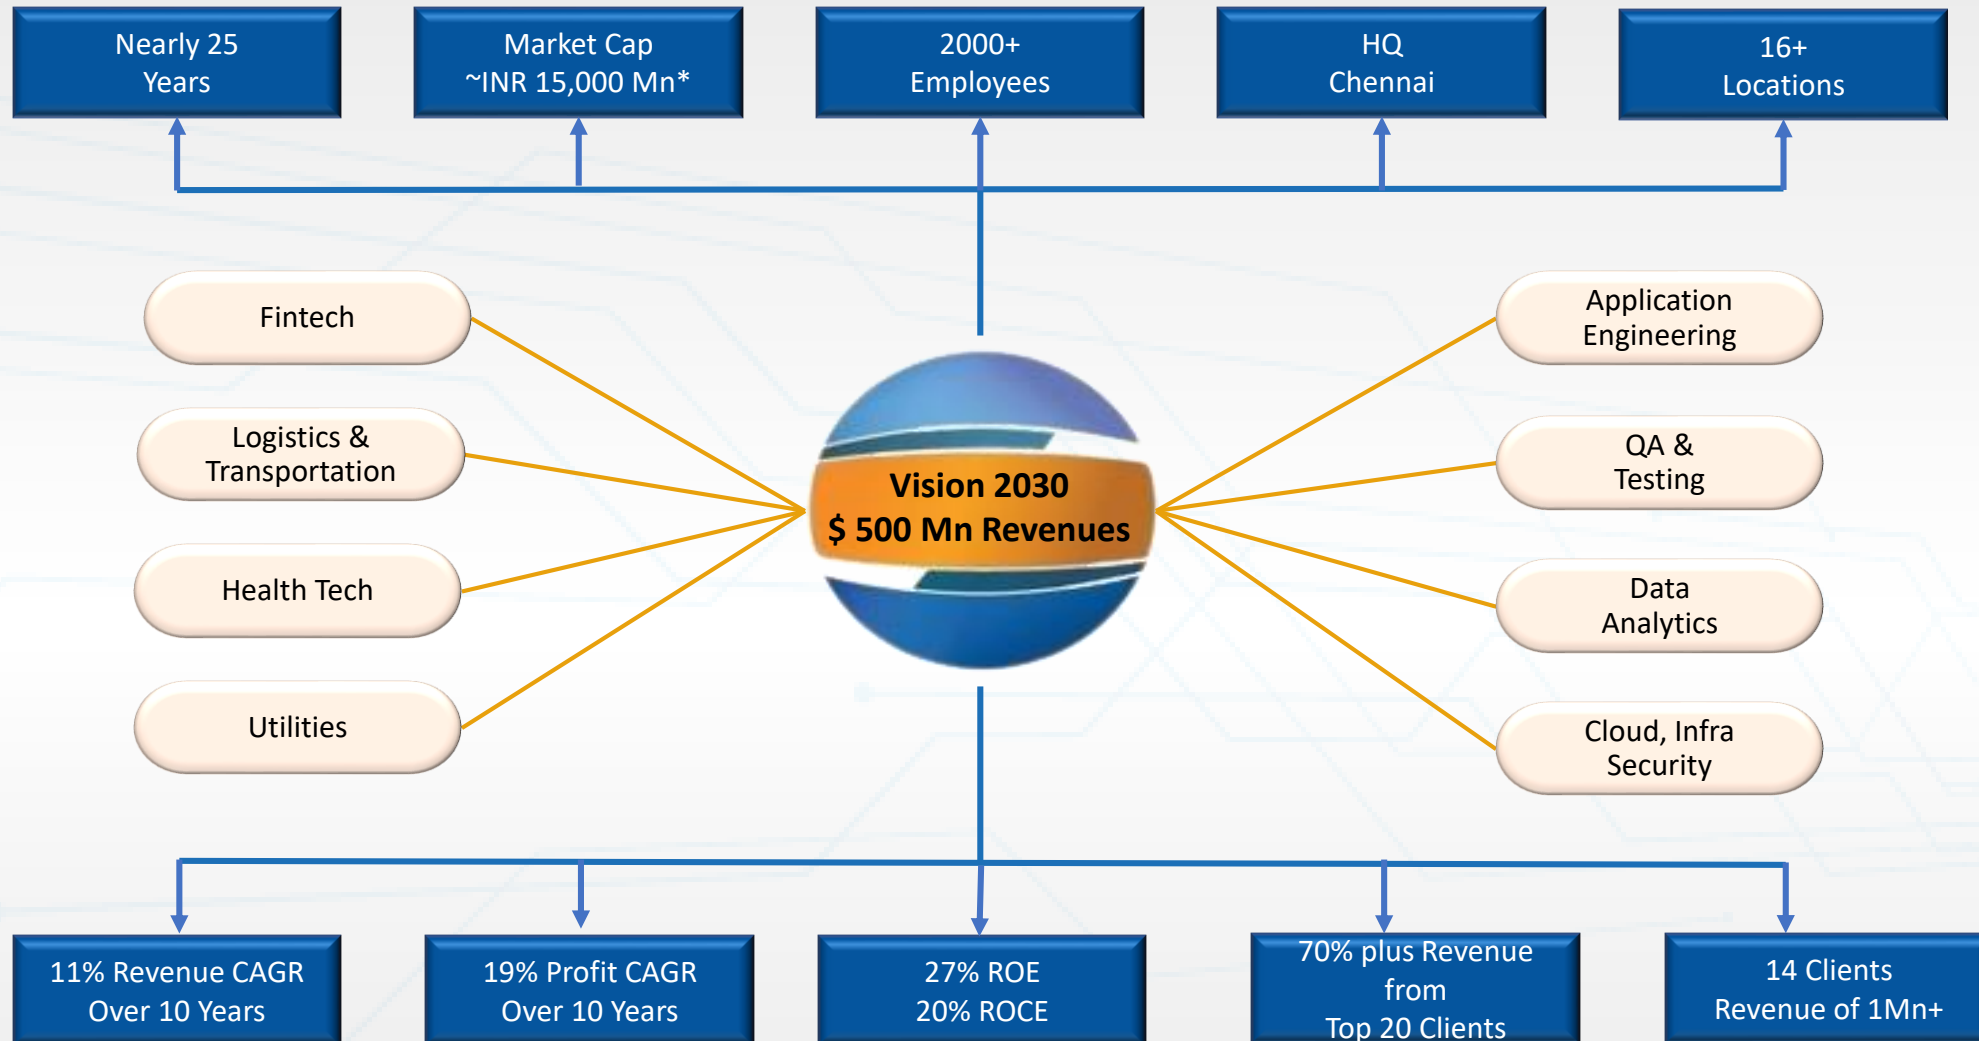 Nearly 25
Years
Market Cap
~INR 15,000 Mn*
2000+
Employees
HQ
Chennai
16+
Locations
Fintech
Logistics &
Transportation
Health Tech
Utilities
Vision 2030
$ 500 Mn Revenues
Application
Engineering
QA &
Testing
Data
Analytics
Cloud, Infra
Security
11% Revenue CAGR
Over 10 Years
19% Profit CAGR
Over 10 Years
27% ROE
20% ROCE
70% plus Revenue
from
Top 20 Clients
14 Clients
Revenue of 1Mn+